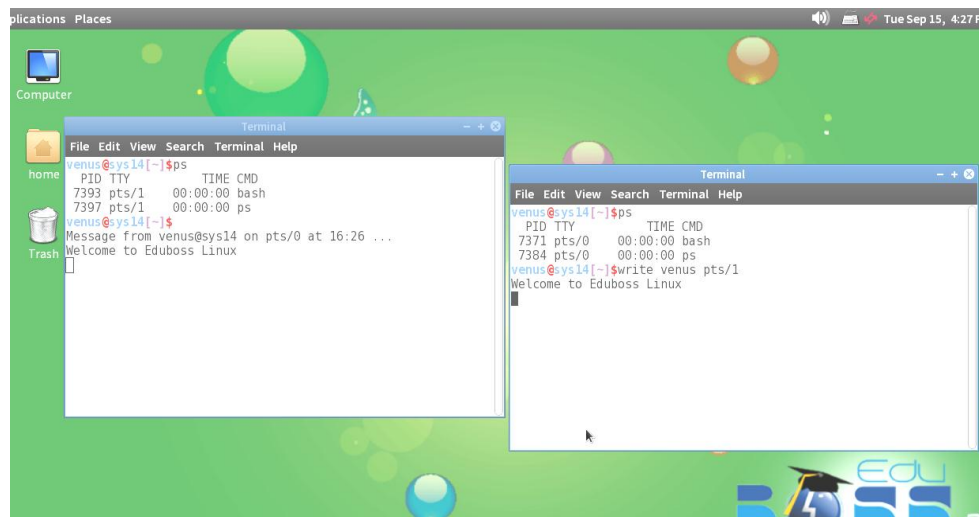 plications Places
Tue Sep 15, 4:27
Computer
home
Trash
Terminal
File Edit View Search Terminal Help
venus@sys14[~]$ps
PID TTY TIME CMD
7393 pts/1 00:00:00 bash
7397 pts/1 00:00:00 ps
venus@sys14[~]$
Message from venus@sys14 on pts/0 at 16:26 ...
Welcome to Eduboss Linux
Terminal
File Edit View Search Terminal Help
venus@sys14[~]$ps
PID TTY TIME CMD
7371 pts/0 00:00:00 bash
7384 pts/0 00:00:00 ps
venus@sys14[~]$write venus pts/1
Welcome to Eduboss Linux
Edu
BOSS